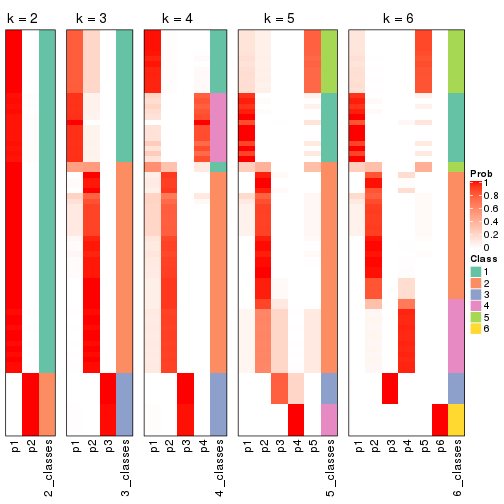 k = 2
k = 3
k = 4
k = 5
k = 6
Prob
1
0.8
0.6
0.4
0.2
0
Class
1
2
3
4
5
6
p1
p2
2_classes
p1
p2
p3
3_classes
p1
p2
p3
p4
4_classes
p1
p2
p3
p4
p5
5_classes
p1
p2
p3
p4
p5
p6
6_classes